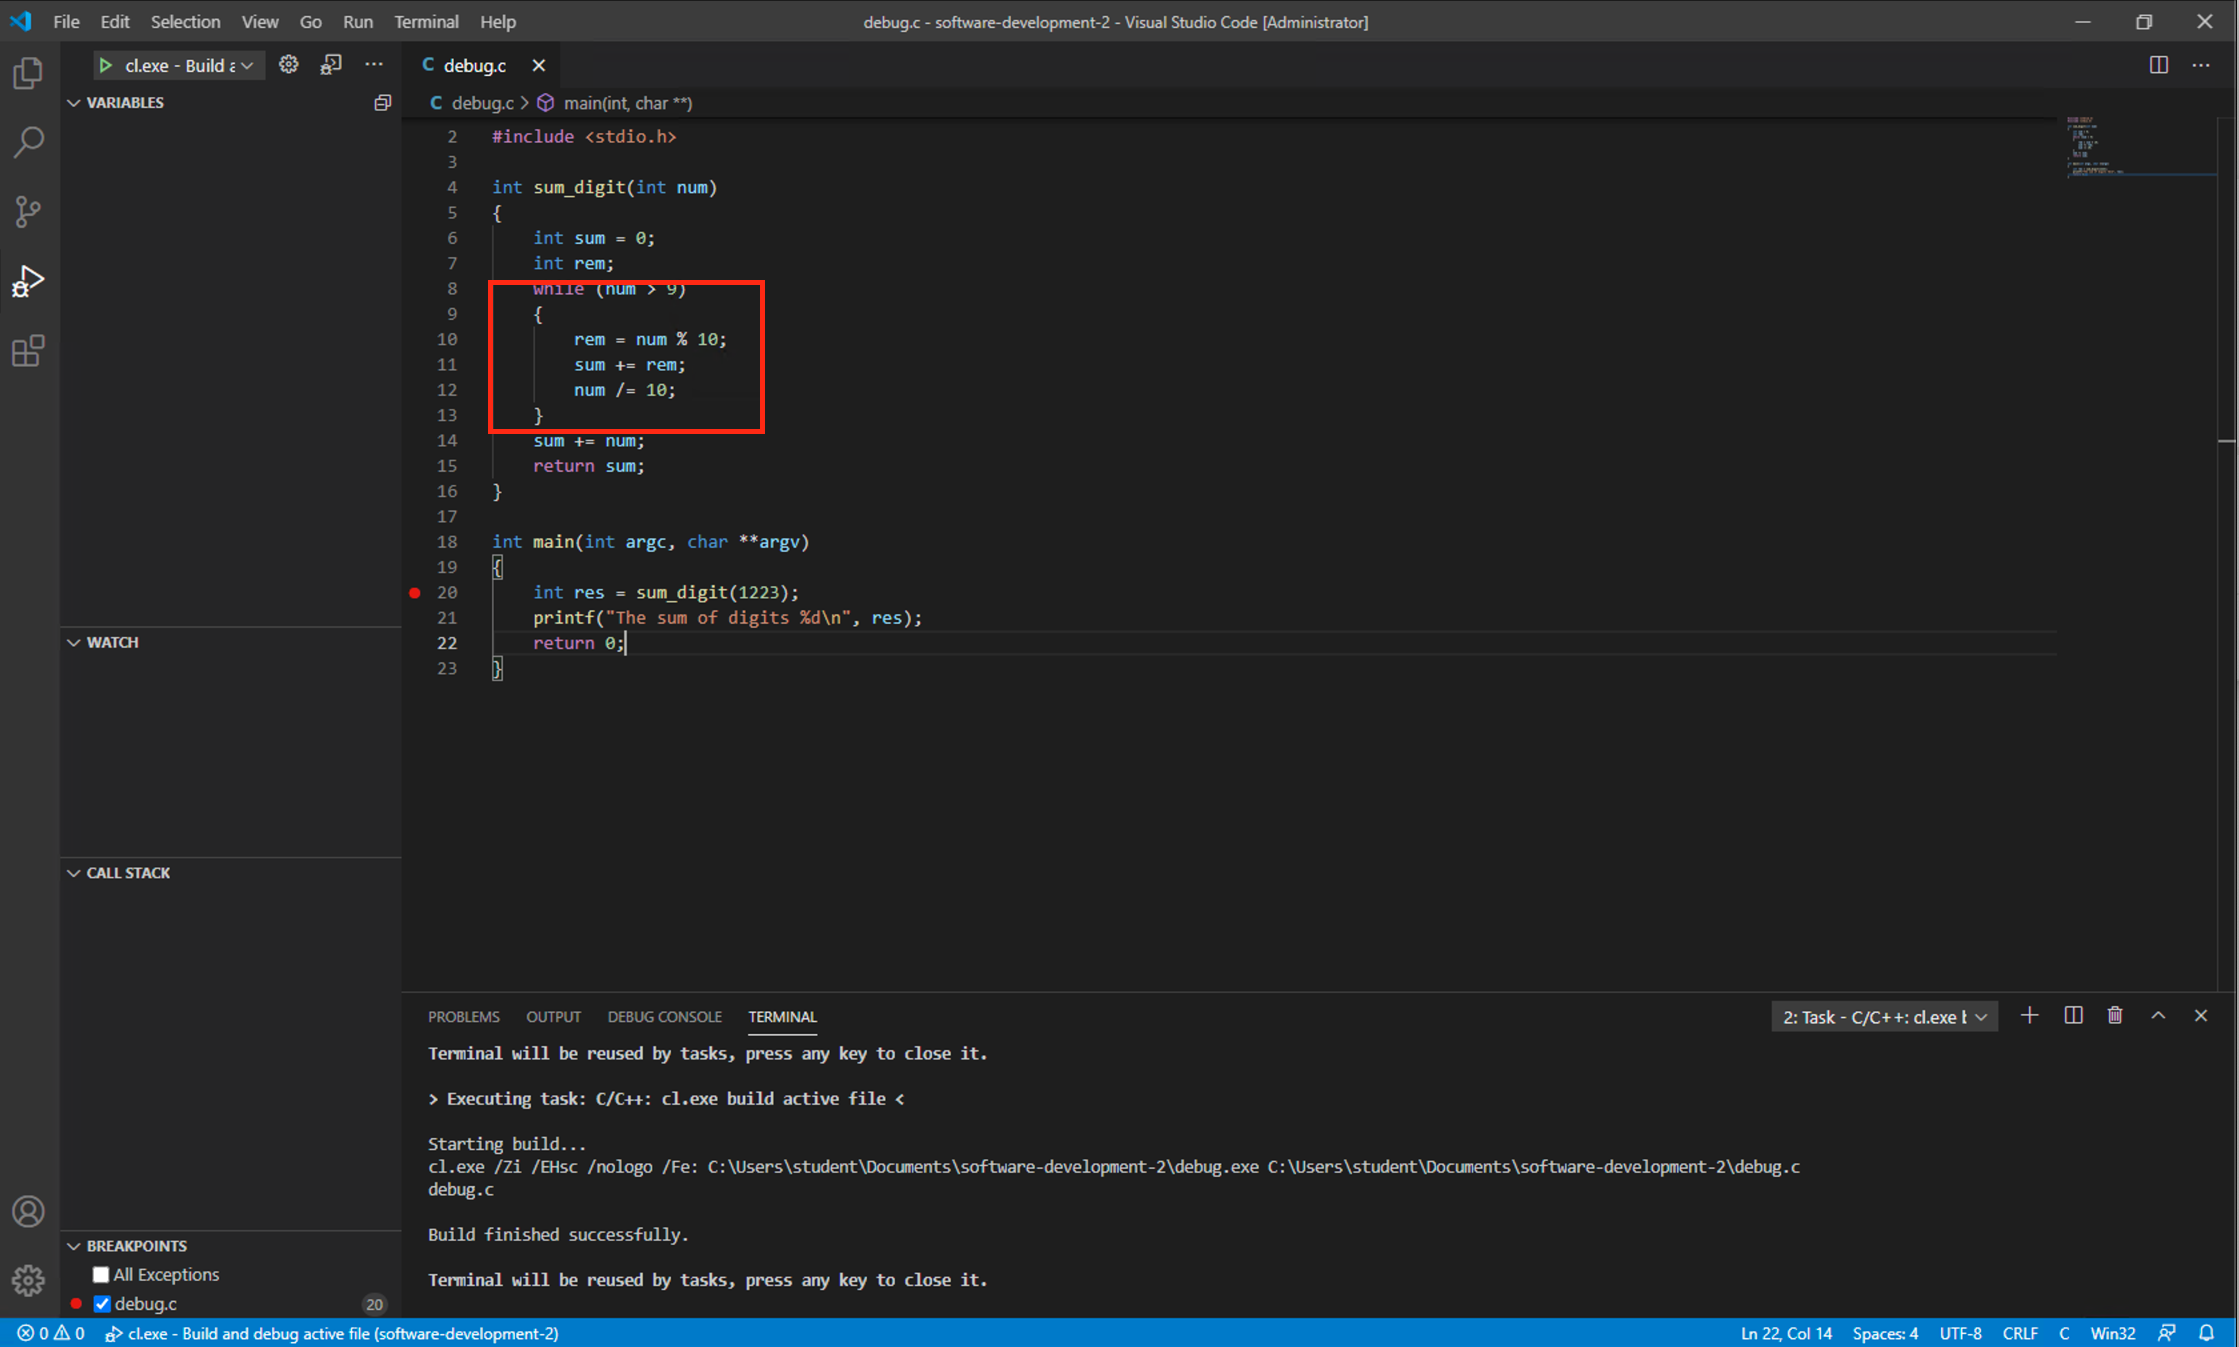 File Edit Selection View Go Run Terminal Help
debug.c - software-development-2 - Visual Studio Code [Administrator]
cl.exe - Build a
debug.c
VARIABLES
debug.c > main(int, char **)
2 #include <stdio.h>
3
4 int sum_digit(int num)
5 {
6 int sum = 0;
7 int rem;
8 while (num > 9)
9 {
10 rem = num % 10;
11 sum += rem;
12 num /= 10;
13 }
14 sum += num;
15 return sum;
16 }
17
18 int main(int argc, char **argv)
19 {
20 int res = sum_digit(1223);
21 printf("The sum of digits %d\n", res);
22 return 0;
23 }
WATCH
CALL STACK
BREAKPOINTS
All Exceptions
debug.c 20
PROBLEMS OUTPUT DEBUG CONSOLE TERMINAL
2: Task - C/C++: cl.exe b
Terminal will be reused by tasks, press any key to close it.
> Executing task: C/C++: cl.exe build active file <
Starting build...
cl.exe /Zi /EHsc /nologo /Fe: C:\Users\student\Documents\software-development-2\debug.exe C:\Users\student\Documents\software-development-2\debug.c
debug.c
Build finished successfully.
Terminal will be reused by tasks, press any key to close it.
0 0 cl.exe - Build and debug active file (software-development-2)
Ln 22, Col 14 Spaces: 4 UTF-8 CRLF C Win32